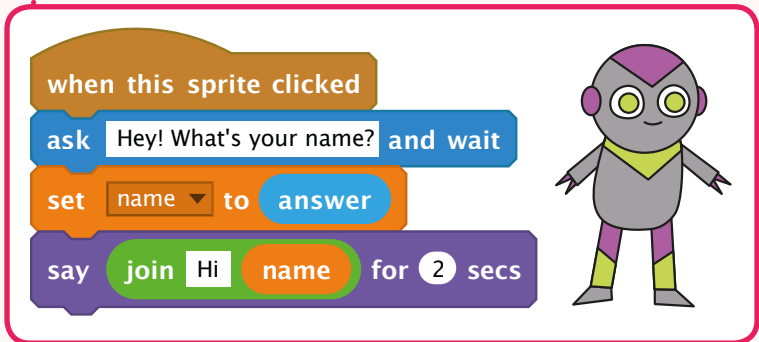 when this sprite clicked
ask Hey! What's your name? and wait
set name to answer
say join Hi name for 2 secs